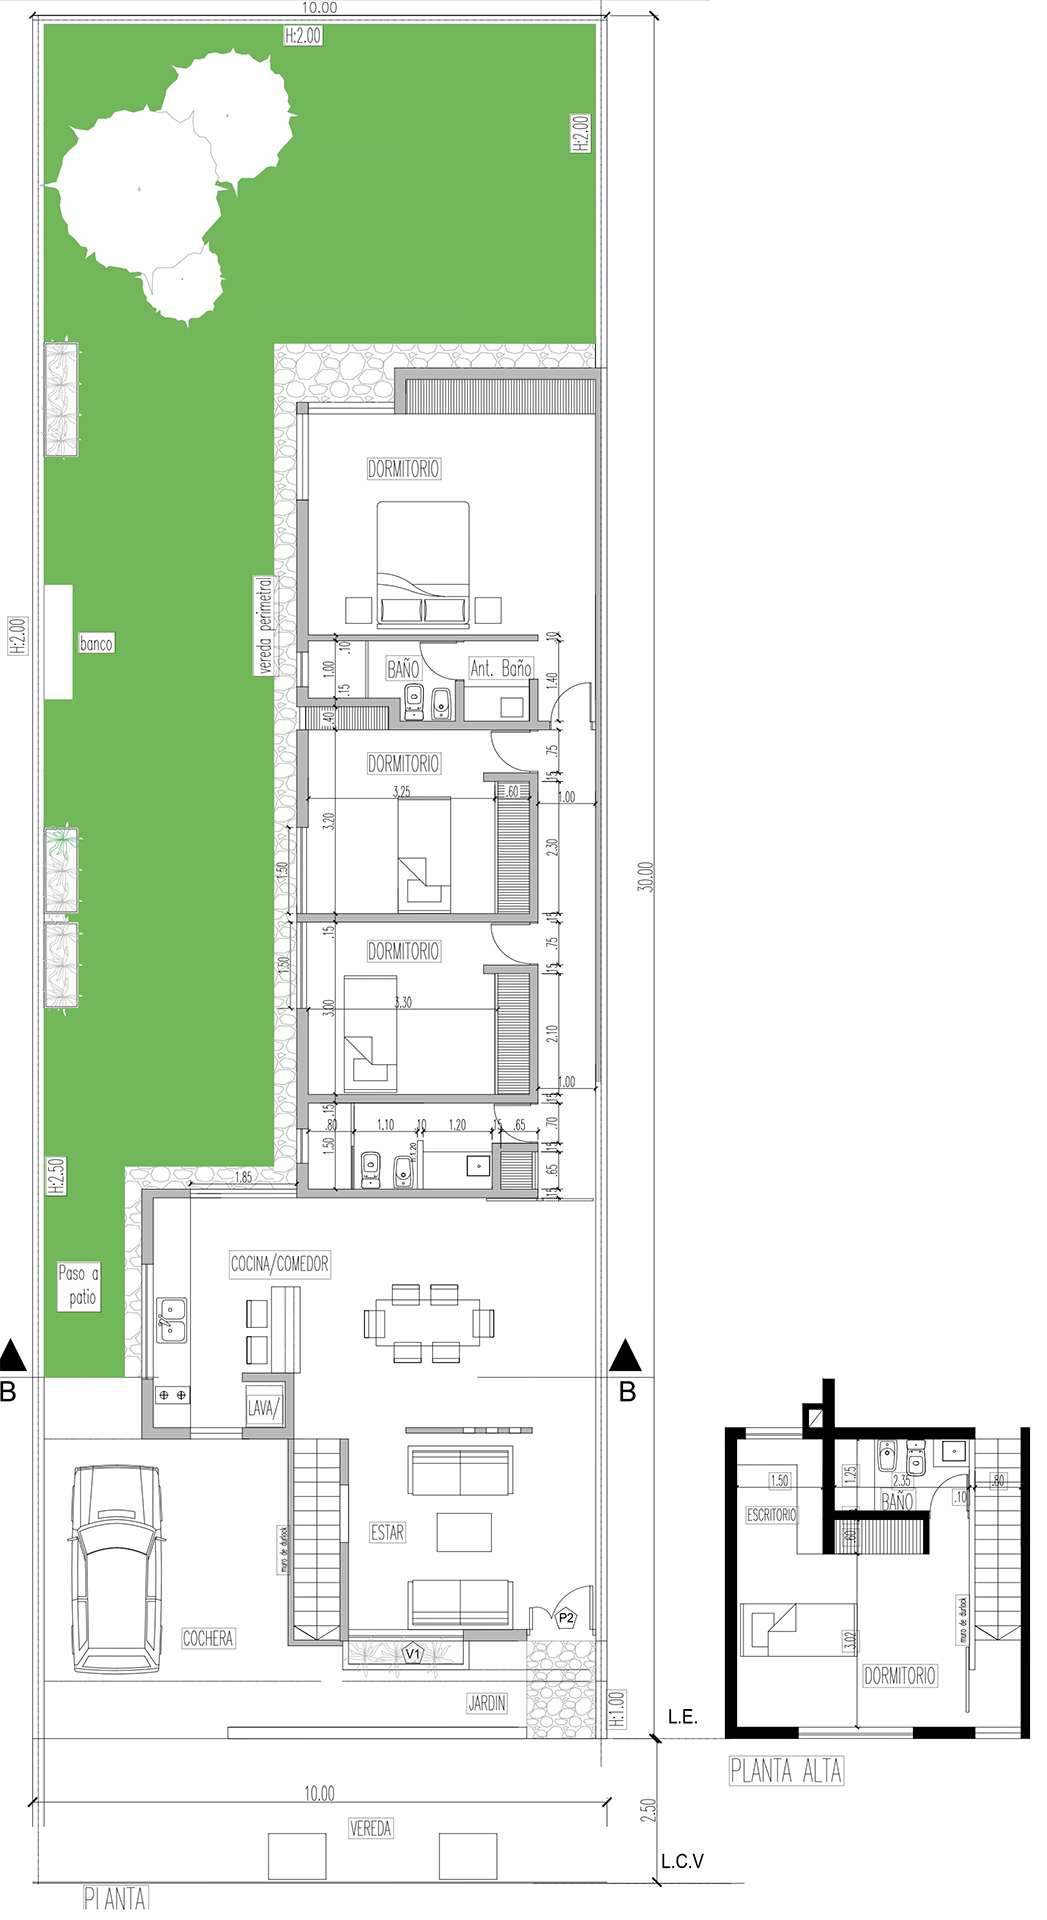 10.00
H:2.00
H:2.00
DORMITORIO
H:2.00
banco
vereda perimetral
.10
1.00
.15
BAÑO
Ant. Baño
.10
1.40
.40
DORMITORIO
.75
.15
3.25
.60
1.00
3.20
2.30
1.50
30.00
.15
.15
DORMITORIO
.75
.15
1.50
3.00
3.30
2.10
1.00
.15
.15
.80
1.10
.10
1.20
.15
.65
.70
1.50
H 1.20
.15
.65
.15
H:2.50
1.85
Paso a
patio
COCINA/COMEDOR
B
B
LAVA/
ESTAR
muro de durlock
COCHERA
P2
V1
JARDIN
H:1.00
L.E.
10.00
2.50
VEREDA
L.C.V
PLANTA
1.50
1.25
2.35
.80
BAÑO
.10
ESCRITORIO
.60
muro de durlock
3.02
DORMITORIO
PLANTA ALTA